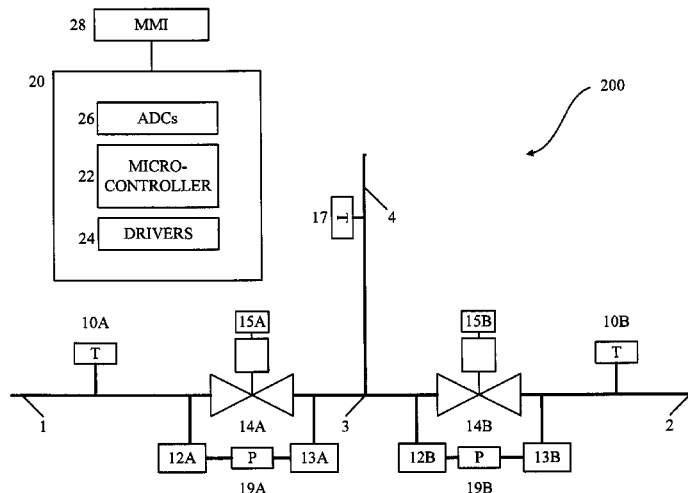 28 MMI
20
26 ADCs
22 MICRO-
CONTROLLER
24 DRIVERS
200
17 T 4
10A 15A 15B 10B
T T
1 14A 3 14B 2
12A P 13A 12B P 13B
19A 19B